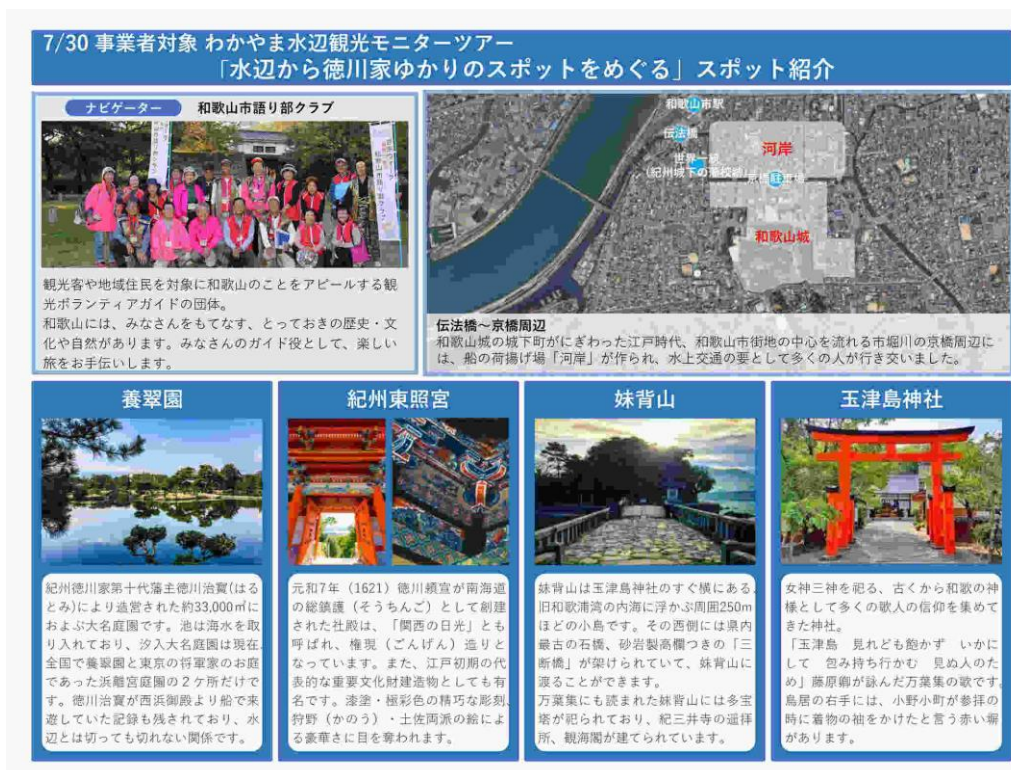 7/30 事業者対象 わかやま水辺観光モニターツアー
「水辺から徳川家ゆかりのスポットをめぐる」スポット紹介
ナビゲーター 和歌山市語り部クラブ
観光客や地域住民を対象に和歌山のことをアピールする観
光ボランティアガイドの団体。
和歌山には、みなさんをもてなす、とっておきの歴史・文
化や自然があります。みなさんのガイド役として、楽しい
旅をお手伝いします。
和歌山市駅
伝法橋
河岸
世界一統
(紀州城下の藩校跡)
京橋駐車場
和歌山城
伝法橋～京橋周辺
和歌山城の城下町がにぎわった江戸時代、和歌山市街地の中心を流れる市堀川の京橋周辺に
は、船の荷揚げ場「河岸」が作られ、水上交通の要として多くの人が行き交いました。
養翠園
紀州徳川家第十代藩主徳川治寶(はる
とみ)により造営された約33,000㎡に
およぶ大名庭園です。池は海水を取
り入れており、汐入大名庭園は現在、
全国で養翠園と東京の将軍家のお庭
であった浜離宮庭園の2ケ所だけで
す。徳川治寶が西浜御殿より船で来
遊していた記録も残されており、水
辺とは切っても切れない関係です。
紀州東照宮
元和7年（1621）徳川頼宣が南海道
の総鎮護（そうちんご）として創建
された社殿は、「関西の日光」とも
呼ばれ、権現（ごんげん）造りと
なっています。また、江戸初期の代
表的な重要文化財建造物としても有
名です。漆塗・極彩色の精巧な彫刻、
狩野（かのう）・土佐両派の絵によ
る豪華さに目を奪われます。
妹背山
妹背山は玉津島神社のすぐ横にある、
旧和歌浦湾の内海に浮かぶ周囲250m
ほどの小島です。その西側には県内
最古の石橋、砂岩製高欄つきの「三
断橋」が架けられていて、妹背山に
渡ることができます。
万葉集にも読まれた妹背山には多宝
塔が祀られており、紀三井寺の遥拝
所、観海閣が建てられています。
玉津島神社
女神三神を祀る、古くから和歌の神
様として多くの歌人の信仰を集めて
きた神社。
「玉津島 見れども飽かず いかに
して 包み持ち行かむ 見ぬ人のた
め」藤原卿が詠んだ万葉集の歌です。
鳥居の右手には、小野小町が参拝の
時に着物の袖をかけたと言う赤い塀
があります。